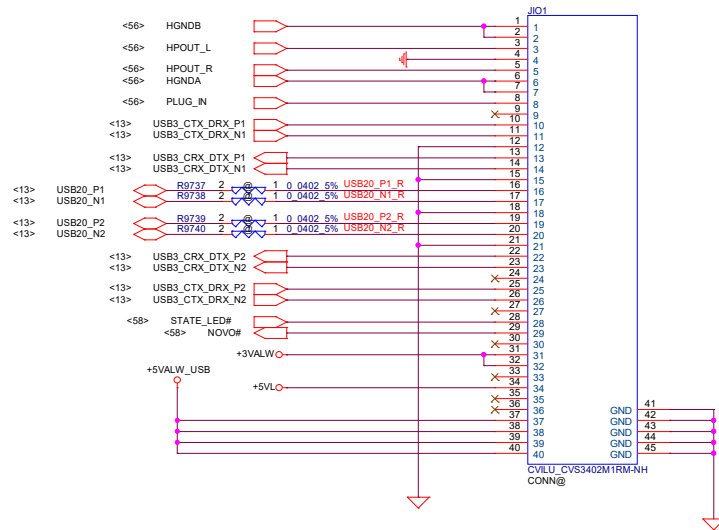 JIO1
<56> HGNDB 1 1
2 2
<56> HPOUT_L 3 3
4 4
<56> HPOUT_R 5 5
<56> HGNDA 6 6
7 7
<56> PLUG_IN 8 8
9 9
<13> USB3_CTX_DRX_P1 10 10
<13> USB3_CTX_DRX_N1 11 11
12 12
<13> USB3_CRX_DTX_P1 13 13
<13> USB3_CRX_DTX_N1 14 14
15 15
<13> USB20_P1 R9737 2 @ 1 0_0402_5% USB20_P1_R 16 16
<13> USB20_N1 R9738 2 @ 1 0_0402_5% USB20_N1_R 17 17
18 18
<13> USB20_P2 R9739 2 @ 1 0_0402_5% USB20_P2_R 19 19
<13> USB20_N2 R9740 2 @ 1 0_0402_5% USB20_N2_R 20 20
21 21
<13> USB3_CRX_DTX_P2 22 22
<13> USB3_CRX_DTX_N2 23 23
24 24
<13> USB3_CTX_DRX_P2 25 25
<13> USB3_CTX_DRX_N2 26 26
27 27
<58> STATE_LED# 28 28
<58> NOVO# 29 29
30 30
+3VALW 31 31
32 32
+5VALW_USB 33 33
+5VL 34 34
35 35
36 36 GND 41
37 37 GND 42
38 38 GND 43
39 39 GND 44
40 40 GND 45
CVILU_CVS3402M1RM-NH
CONN@